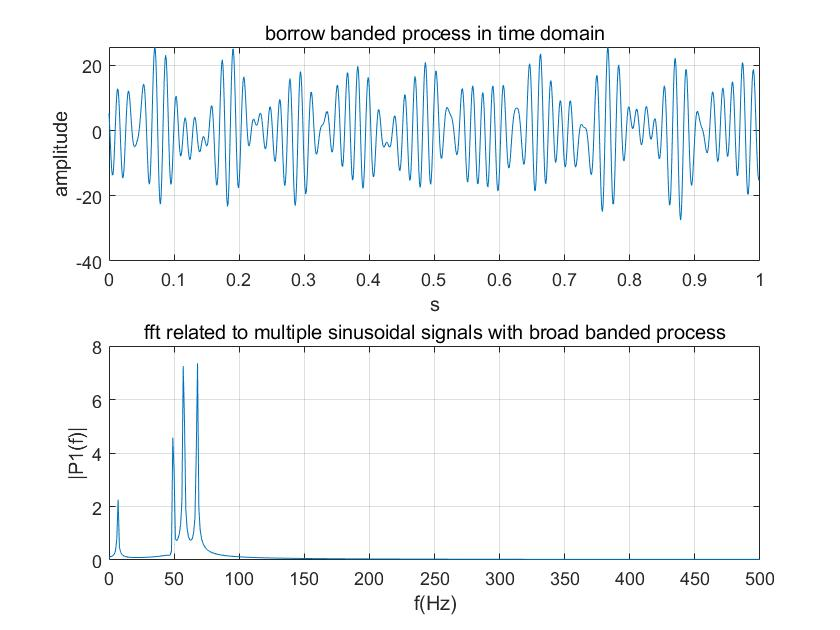 borrow banded process in time domain
20
0
-20
-40
amplitude
0 0.1 0.2 0.3 0.4 0.5 0.6 0.7 0.8 0.9 1
s
fft related to multiple sinusoidal signals with broad banded process
8
6
4
2
0
|P1(f)|
0 50 100 150 200 250 300 350 400 450 500
f(Hz)